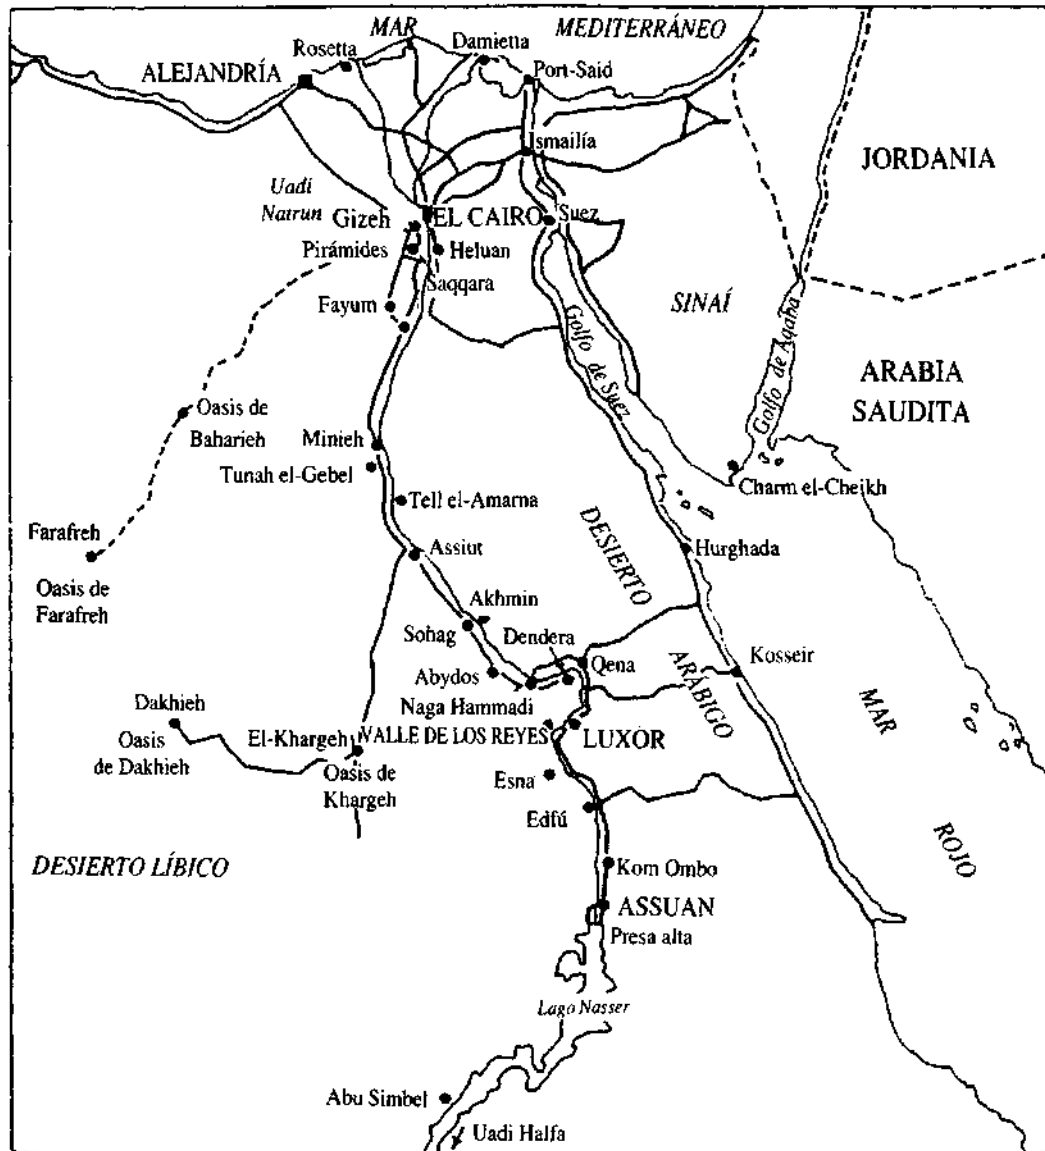 MAR
MEDITERRÁNEO
Rosetta
Damietta
ALEJANDRÍA
Port-Said
Ismailía
JORDANIA
Uadi
Natrun
Gizeh
EL CAIRO
Suez
Pirámides
Heluan
Saqqara
Fayum
SINAÍ
Golfo de Suez
Golfo de Aqaba
ARABIA
SAUDITA
Oasis de
Baharieh
Minieh
Tunah el-Gebel
Charm el-Cheikh
Tell el-Amarna
DESIERTO
ARÁBIGO
Farafreh
Oasis de
Farafreh
Assiut
Hurghada
Akhmin
Sohag
Dendera
Abydos
Qena
Kosseir
Naga Hammadi
MAR
ROJO
Dakhieh
Oasis
de Dakhieh
El-Khargeh
VALLE DE LOS REYES
LUXOR
Oasis de
Khargeh
Esna
Edfú
DESIERTO LÍBICO
Kom Ombo
ASSUAN
Presa alta
Lago Nasser
Abu Simbel
Uadi Halfa